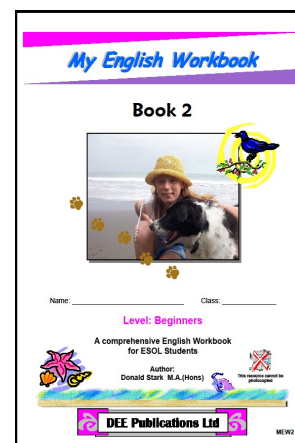 My English Workbook
Book 2
Name: Class:
Level: Beginners
A comprehensive English Workbook
for ESOL Students
Author:
Donald Stark M.A.(Hons)
This resource cannot be
photocopied
DEE Publications Ltd
MEW2